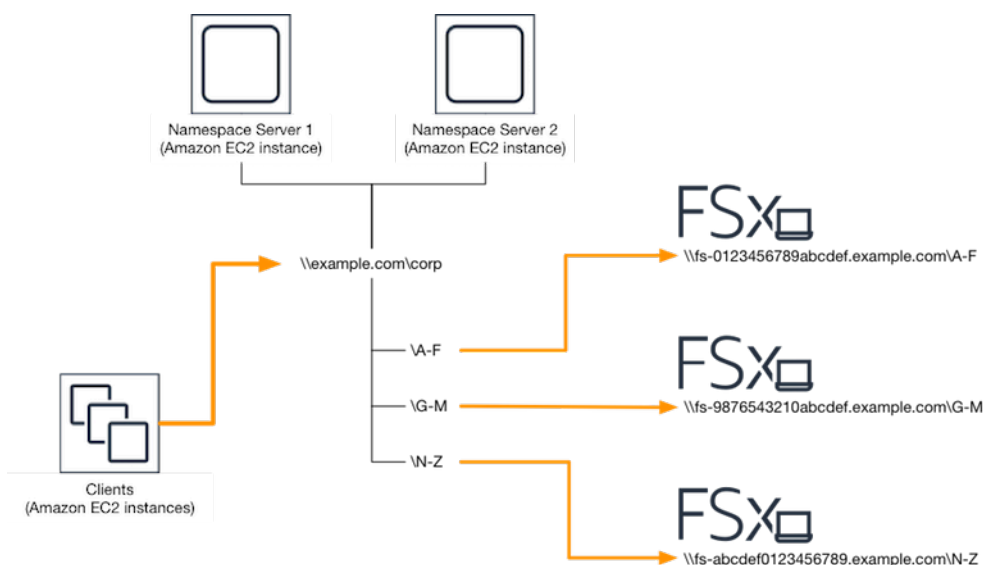 Namespace Server 1
(Amazon EC2 instance)
Namespace Server 2
(Amazon EC2 instance)
FSx
\\fs-0123456789abcdef.example.com\A-F
\\example.com\corp
\A-F
FSx
\\fs-9876543210abcdef.example.com\G-M
\G-M
\N-Z
Clients
(Amazon EC2 instances)
FSx
\\fs-abcdef0123456789.example.com\N-Z